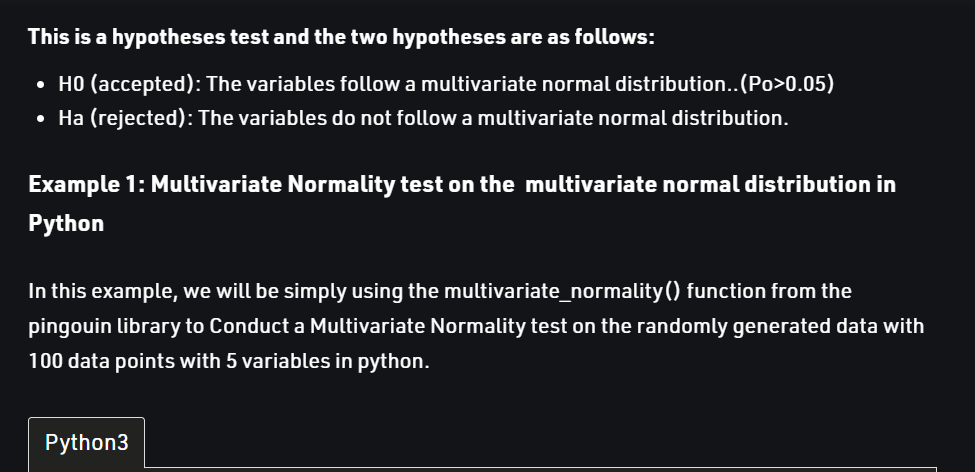 This is a hypotheses test and the two hypotheses are as follows:
• H0 (accepted): The variables follow a multivariate normal distribution..(Po>0.05)
• Ha (rejected): The variables do not follow a multivariate normal distribution.
Example 1: Multivariate Normality test on the  multivariate normal distribution in
Python
In this example, we will be simply using the multivariate_normality() function from the
pingouin library to Conduct a Multivariate Normality test on the randomly generated data with
100 data points with 5 variables in python.
Python3